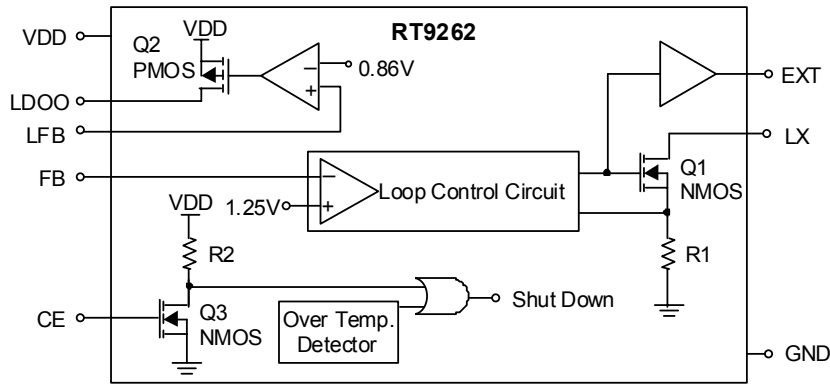 RT9262
VDD
Q2
PMOS
VDD
−
+
0.86V
EXT
LDOO
LFB
LX
FB
−
+
1.25V
Loop Control Circuit
Q1
NMOS
VDD
R2
R1
CE
Q3
NMOS
Over Temp.
Detector
Shut Down
GND